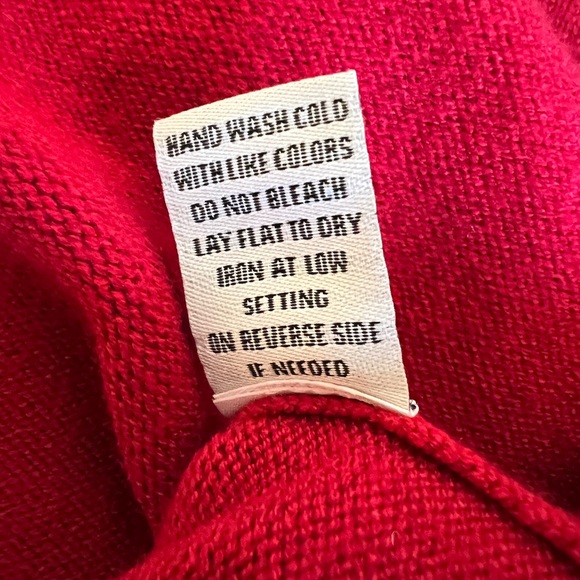 HAND WASH COLD
WITH LIKE COLORS
DO NOT BLEACH
LAY FLAT TO DRY
IRON AT LOW
SETTING
ON REVERSE SIDE
IF NEEDED